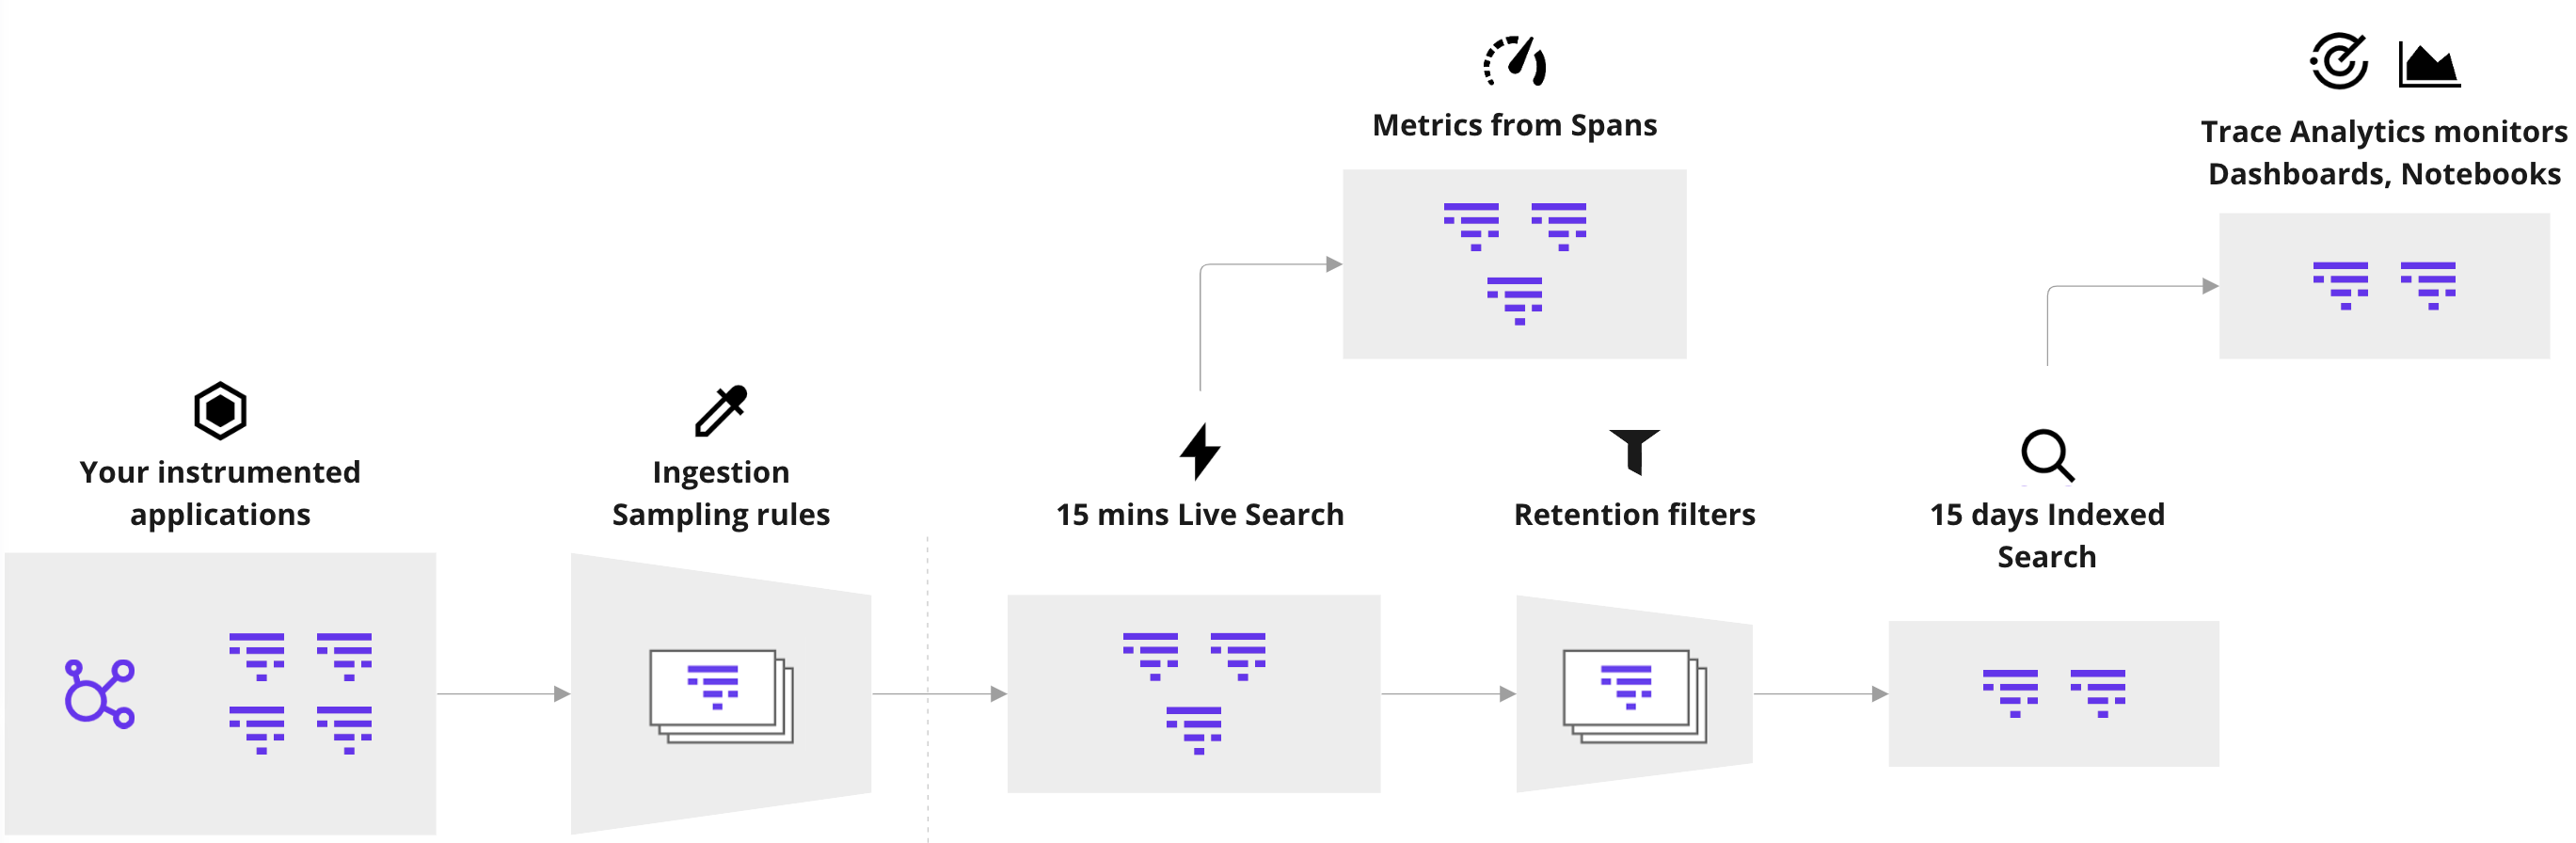 Metrics from Spans
Trace Analytics monitors
Dashboards, Notebooks
Your instrumented
applications
Ingestion
Sampling rules
15 mins Live Search
Retention filters
15 days Indexed
Search